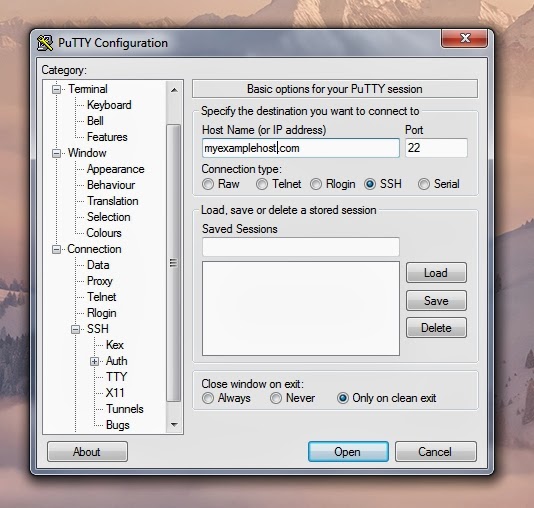 PuTTY Configuration
Category:
Terminal
Keyboard
Bell
Features
Window
Appearance
Behaviour
Translation
Selection
Colours
Connection
Data
Proxy
Telnet
Rlogin
SSH
Kex
Auth
TTY
X11
Tunnels
Bugs
Basic options for your PuTTY session
Specify the destination you want to connect to
Host Name (or IP address) Port
myexamplehost.com 22
Connection type:
Raw Telnet Rlogin SSH Serial
Load, save or delete a stored session
Saved Sessions
Load
Save
Delete
Close window on exit:
Always Never Only on clean exit
About Open Cancel